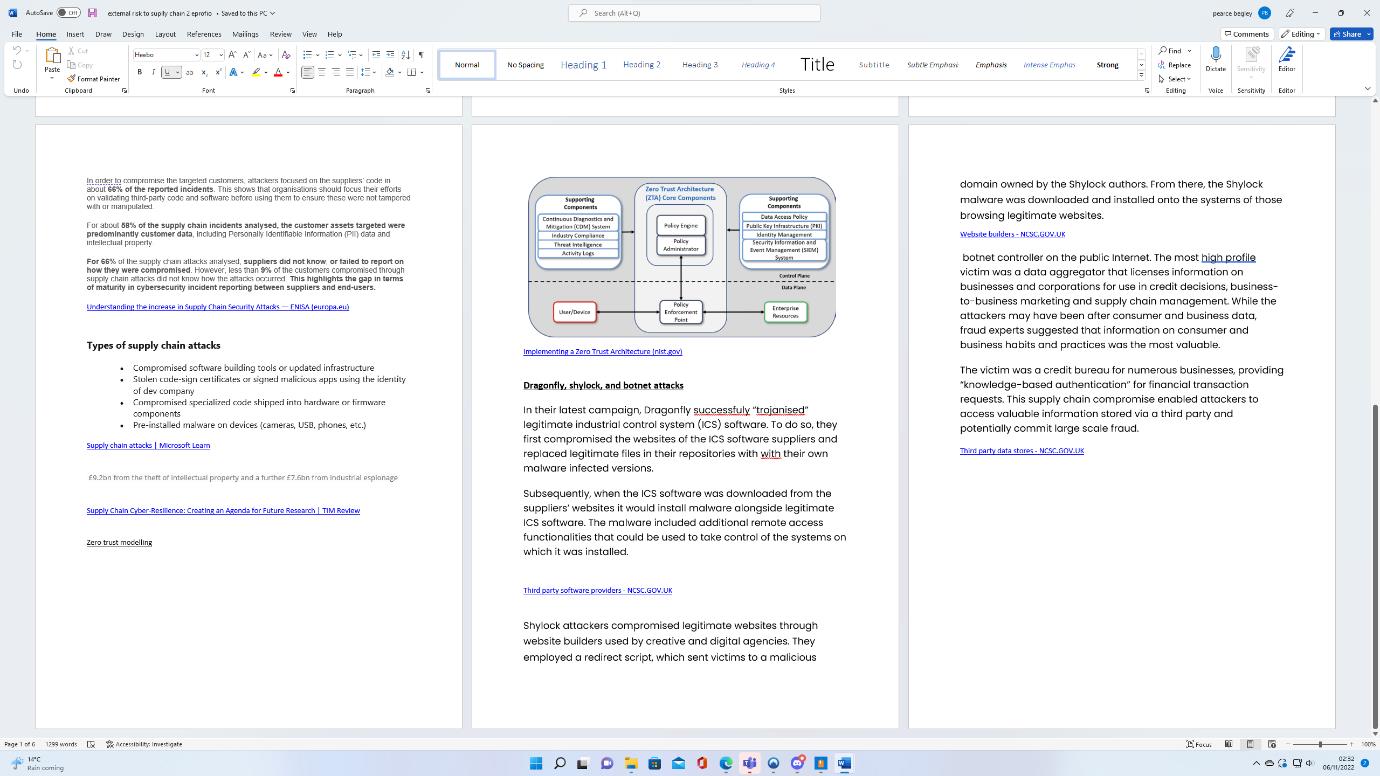 AutoSave Off external risk to supply chain 2 eprofio • Saved to this PC Search (Alt+Q) pearce begley PB
File Home Insert Draw Design Layout References Mailings Review View Help Comments Editing Share
Undo
Paste Cut Copy Format Painter
Clipboard
Heebo 12
B I U ab x₂ x² A A
Font
Paragraph
Normal No Spacing Heading 1 Heading 2 Heading 3 Heading 4 Title Subtitle Subtle Emphasis Emphasis Intense Emphas Strong
Styles
Find
Replace
Select
Editing
Dictate
Voice
Sensitivity
Sensitivity
Editor
Editor
In order to compromise the targeted customers, attackers focused on the suppliers' code in
about 66% of the reported incidents. This shows that organisations should focus their efforts
on validating third-party code and software before using them to ensure these were not tampered
with or manipulated.
For about 58% of the supply chain incidents analysed, the customer assets targeted were
predominantly customer data, including Personally Identifiable Information (PII) data and
intellectual property.
For 66% of the supply chain attacks analysed, suppliers did not know, or failed to report on
how they were compromised. However, less than 9% of the customers compromised through
supply chain attacks did not know how the attacks occurred. This highlights the gap in terms
of maturity in cybersecurity incident reporting between suppliers and end-users.
Understanding the increase in Supply Chain Security Attacks — ENISA (europa.eu)
Types of supply chain attacks
• Compromised software building tools or updated infrastructure
• Stolen code-sign certificates or signed malicious apps using the identity
of dev company
• Compromised specialized code shipped into hardware or firmware
components
• Pre-installed malware on devices (cameras, USB, phones, etc.)
Supply chain attacks | Microsoft Learn
£9.2bn from the theft of intellectual property and a further £7.6bn from industrial espionage
Supply Chain Cyber-Resilience: Creating an Agenda for Future Research | TIM Review
Zero trust modelling
Supporting
Components
Continuous Diagnostics and
Mitigation (CDM) System
Industry Compliance
Threat Intelligence
Activity Logs
Zero Trust Architecture
(ZTA) Core Components
Policy Engine
Policy
Administrator
Supporting
Components
Data Access Policy
Public Key Infrastructure (PKI)
Identity Management
Security Information and
Event Management (SIEM)
System
Control Plane
Data Plane
User/Device
Policy
Enforcement
Point
Enterprise
Resources
Implementing a Zero Trust Architecture (nist.gov)
Dragonfly, shylock, and botnet attacks
In their latest campaign, Dragonfly successfuly “trojanised”
legitimate industrial control system (ICS) software. To do so, they
first compromised the websites of the ICS software suppliers and
replaced legitimate files in their repositories with with their own
malware infected versions.
Subsequently, when the ICS software was downloaded from the
suppliers’ websites it would install malware alongside legitimate
ICS software. The malware included additional remote access
functionalities that could be used to take control of the systems on
which it was installed.
Third party software providers - NCSC.GOV.UK
Shylock attackers compromised legitimate websites through
website builders used by creative and digital agencies. They
employed a redirect script, which sent victims to a malicious
domain owned by the Shylock authors. From there, the Shylock
malware was downloaded and installed onto the systems of those
browsing legitimate websites.
Website builders - NCSC.GOV.UK
botnet controller on the public Internet. The most high profile
victim was a data aggregator that licenses information on
businesses and corporations for use in credit decisions, business-
to-business marketing and supply chain management. While the
attackers may have been after consumer and business data,
fraud experts suggested that information on consumer and
business habits and practices was the most valuable.
The victim was a credit bureau for numerous businesses, providing
“knowledge-based authentication” for financial transaction
requests. This supply chain compromise enabled attackers to
access valuable information stored via a third party and
potentially commit large scale fraud.
Third party data stores - NCSC.GOV.UK
Page 1 of 6 1299 words Accessibility: Investigate Focus 100%
14°C
Rain coming
02:32
06/11/2022